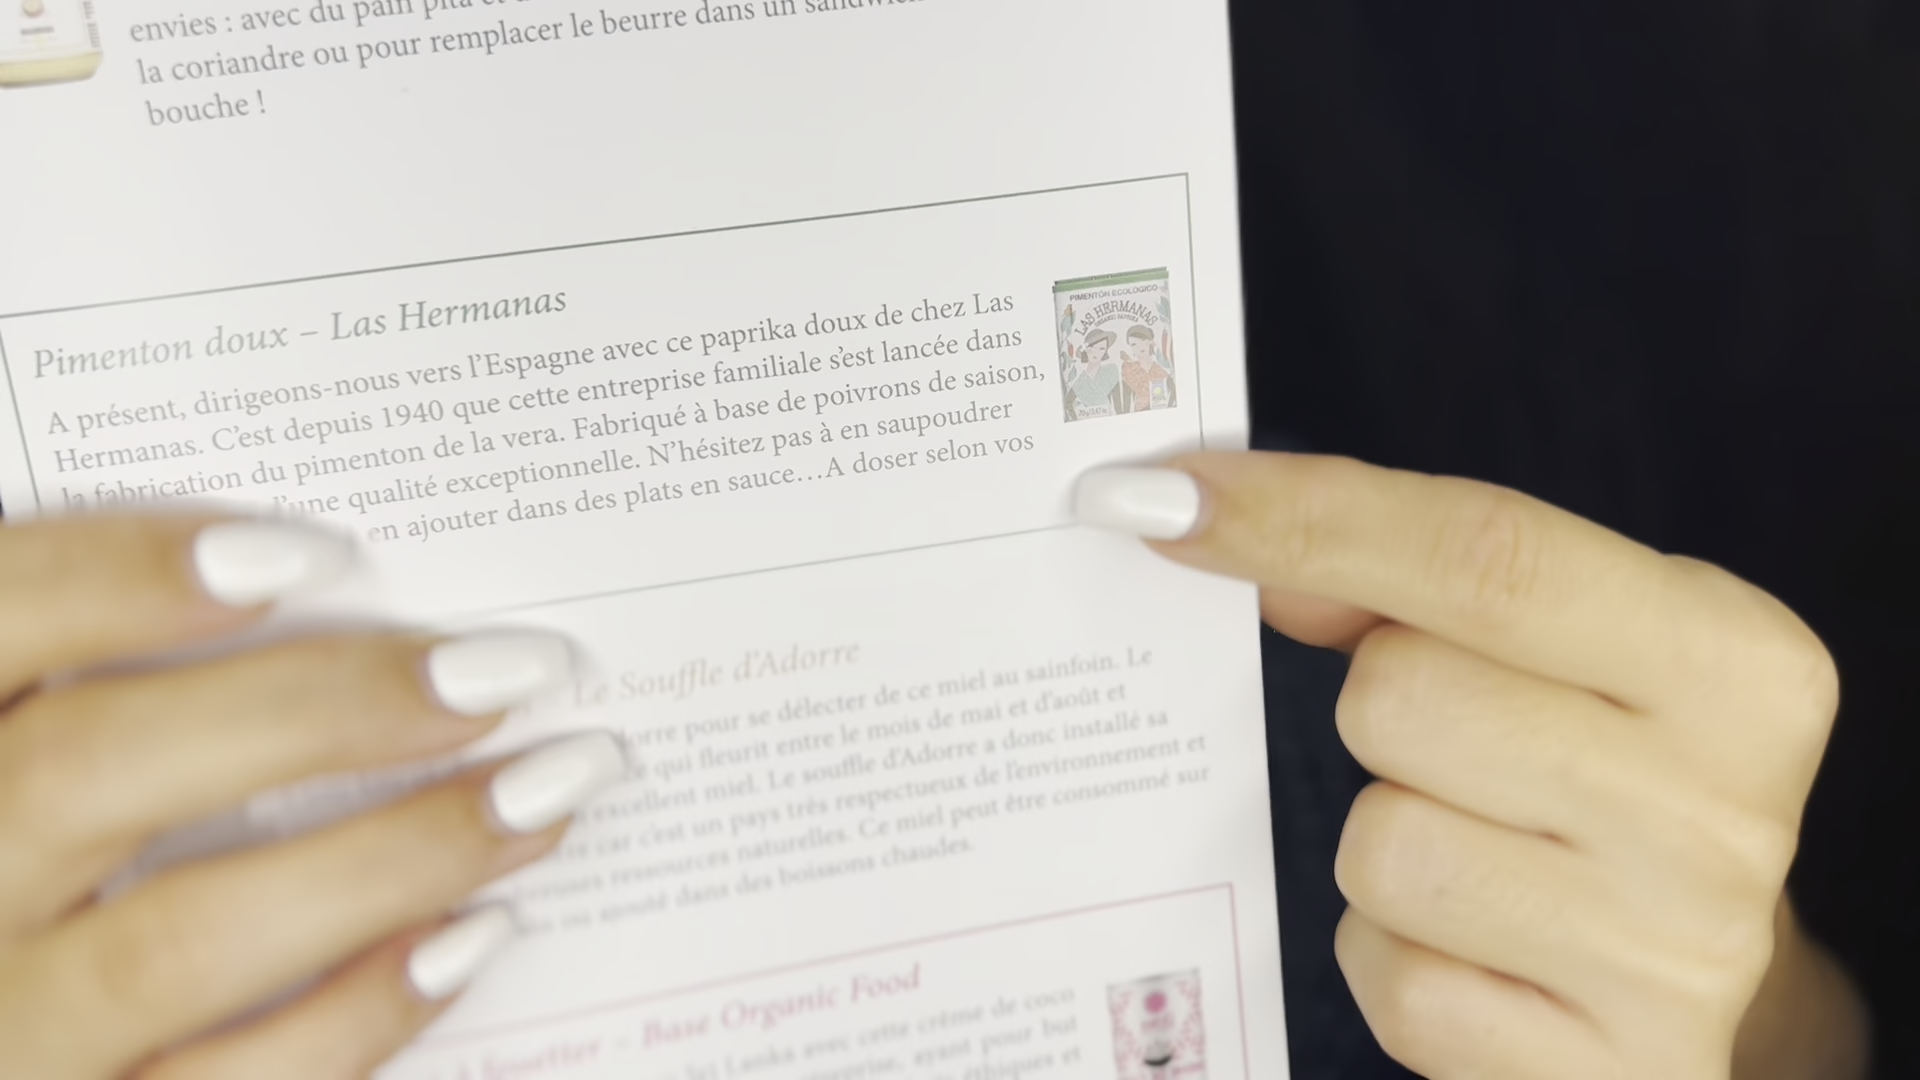 envies : avec du pain pita et
la coriandre ou pour remplacer le beurre dans un sandwich
bouche !
Pimenton doux – Las Hermanas
A présent, dirigeons-nous vers l'Espagne avec ce paprika doux de chez Las
Hermanas. C'est depuis 1940 que cette entreprise familiale s'est lancée dans
la fabrication du pimenton de la vera. Fabriqué à base de poivrons de saison,
d'une qualité exceptionnelle. N'hésitez pas à en saupoudrer
en ajouter dans des plats en sauce…A doser selon vos
PIMENTÓN ECOLÓGICO
LAS HERMANAS
Le Souffle d'Adorre
pour se délecter de ce miel au sainfoin. Le
qui fleurit entre le mois de mai et d'août et
excellent miel. Le souffle d'Adorre a donc installé sa
car c'est un pays très respectueux de l'environnement et
ressources naturelles. Ce miel peut être consommé sur
ou ajouté dans des boissons chaudes.
à fouetter – Base Organic Food
Lanka avec cette crème de coco
ayant pour but
éthiques et